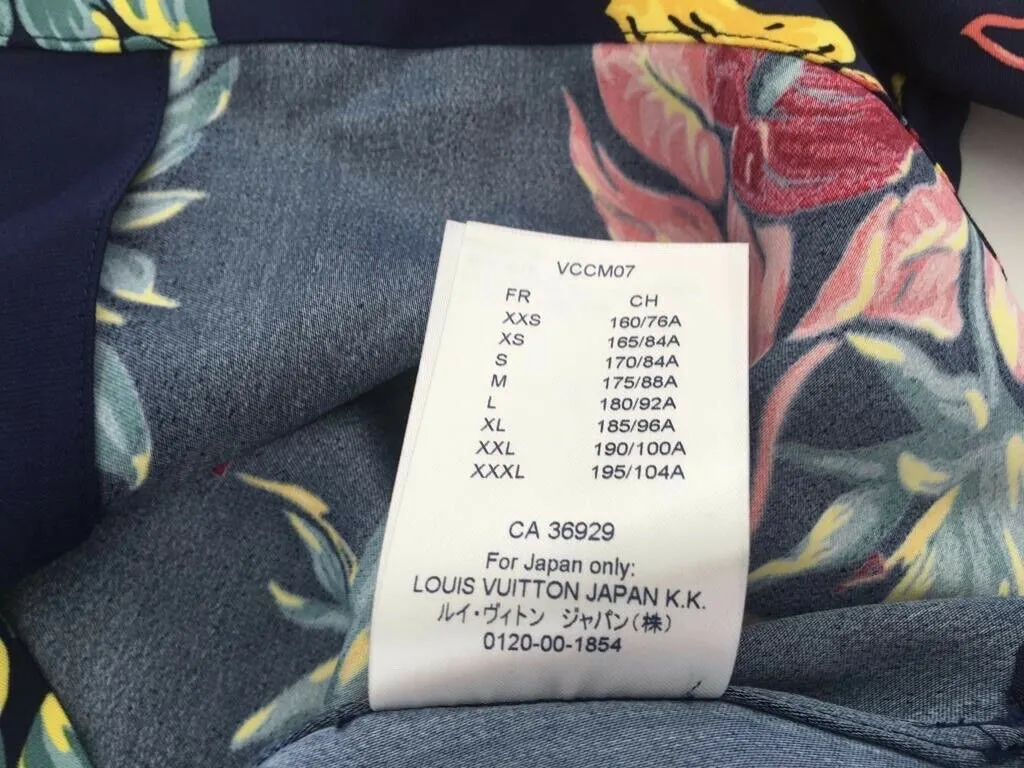 VCCM07
FR CH
XXS 160/76A
XS 165/84A
S 170/84A
M 175/88A
L 180/92A
XL 185/96A
XXL 190/100A
XXXL 195/104A
CA 36929
For Japan only:
LOUIS VUITTON JAPAN K.K.
ルイ・ヴィトン ジャパン(株)
0120-00-1854